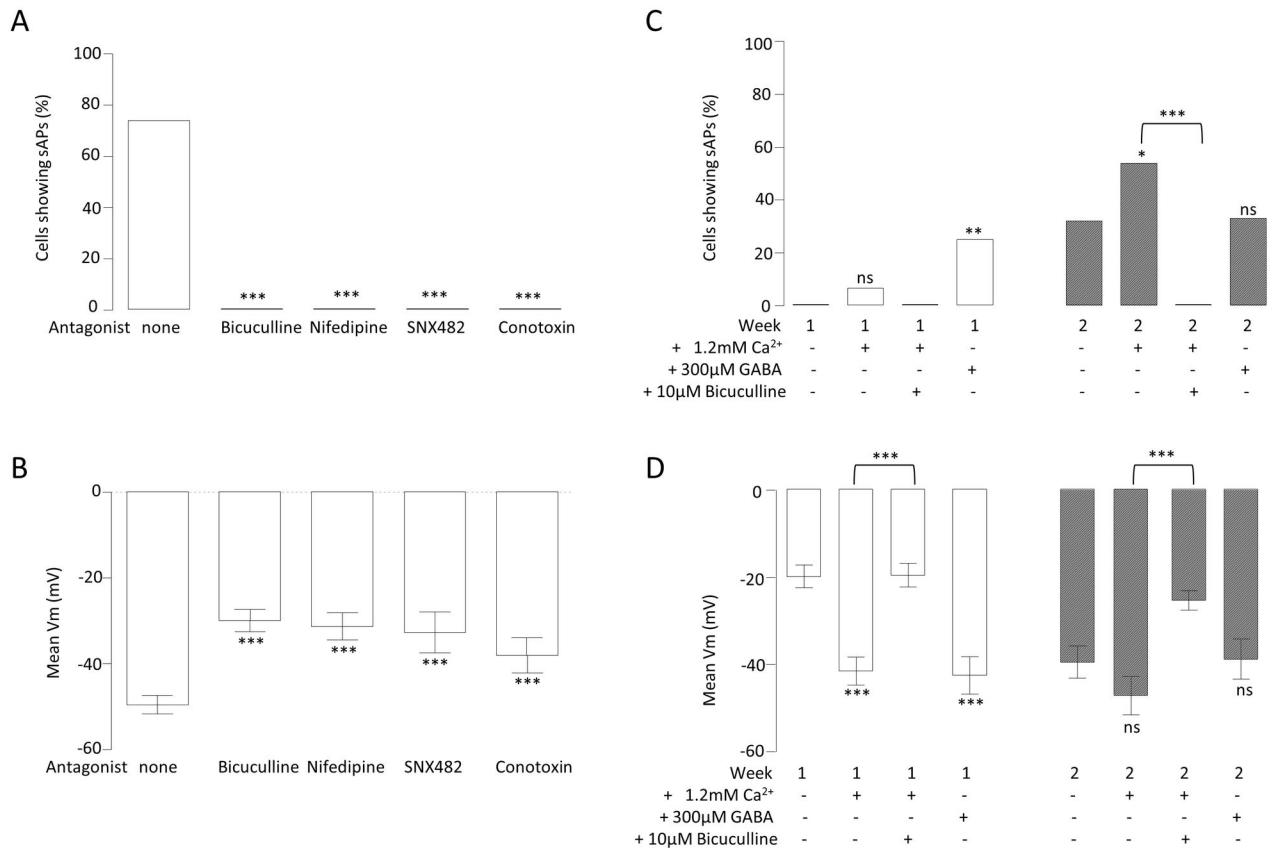 A
Cells showing sAPs (%)
100
80
60
40
20
0
*** *** *** ***
Antagonist none Bicuculline Nifedipine SNX482 Conotoxin
B
Mean Vm (mV)
0
-20
-40
-60
*** *** *** ***
Antagonist none Bicuculline Nifedipine SNX482 Conotoxin
C
Cells showing sAPs (%)
100
80
60
40
20
0
***
*
ns ** ns
Week 1 1 1 1 2 2 2 2
+ 1.2mM Ca²⁺ - + + - - + + -
+ 300µM GABA - - - + - - - +
+ 10µM Bicuculline - - + - - - + -
D
Mean Vm (mV)
0
-20
-40
-60
*** ***
*** *** ns ns
Week 1 1 1 1 2 2 2 2
+ 1.2mM Ca²⁺ - + + - - + + -
+ 300µM GABA - - - + - - - +
+ 10µM Bicuculline - - + - - - + -